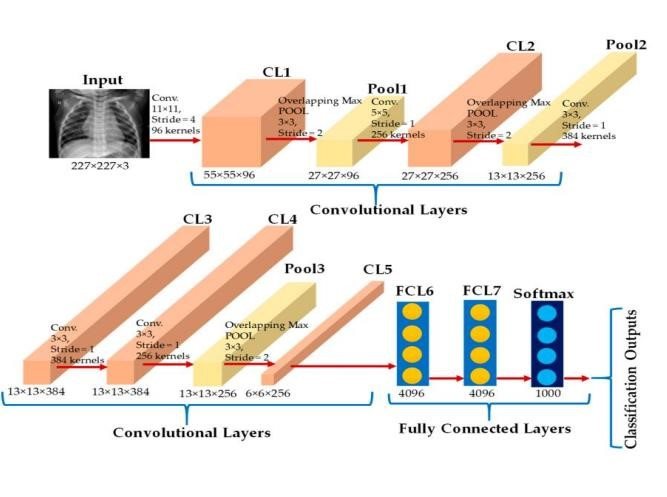 Input
Conv.
11×11,
Stride = 4
96 kernels
227×227×3
CL1
Overlapping Max
POOL
3×3,
Stride = 2
55×55×96
Pool1
Conv.
5×5,
Stride = 1
256 kernels
27×27×96
CL2
Overlapping Max
POOL
3×3,
Stride = 2
27×27×256
Pool2
Conv.
3×3,
Stride = 1
384 kernels
13×13×256
Convolutional Layers
CL3
Conv.
3×3,
Stride = 1
384 kernels
13×13×384
CL4
Conv.
3×3,
Stride = 1
256 kernels
13×13×384
Pool3
Overlapping Max
POOL
3×3,
Stride = 2
13×13×256
CL5
6×6×256
Convolutional Layers
FCL6
4096
FCL7
4096
Softmax
1000
Fully Connected Layers
Classification Outputs